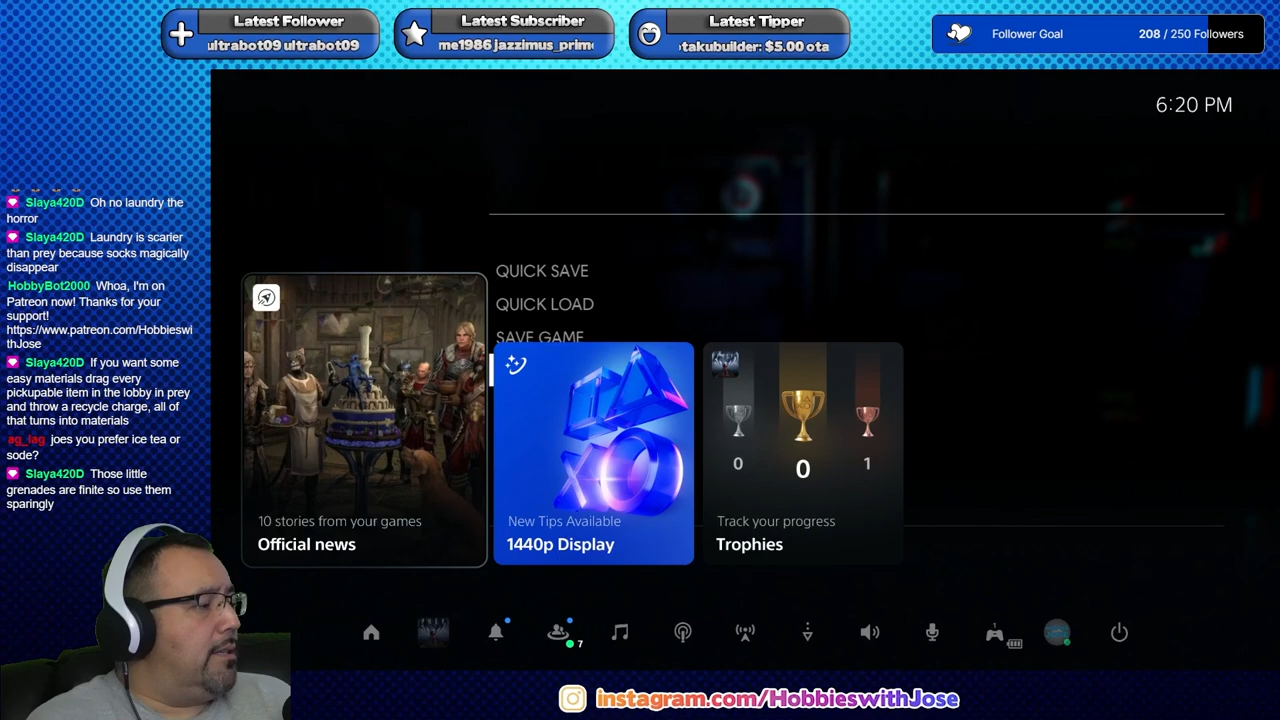 Latest Follower
ultrabot09 ultrabot09
Latest Subscriber
me1986 jazzimus_prime
Latest Tipper
otakubuilder: $5.00 ota
Follower Goal
208 / 250 Followers
6:20 PM
Slaya420D Oh no laundry the
horror
Slaya420D Laundry is scarier
than prey because socks magically
disappear
HobbyBot2000 Whoa, I'm on
Patreon now! Thanks for your
support!
https://www.patreon.com/Hobbieswi
thJose
Slaya420D If you want some
easy materials drag every
pickupable item in the lobby in prey
and throw a recycle charge, all of
that turns into materials
ag_lag joes you prefer ice tea or
sode?
Slaya420D Those little
grenades are finite so use them
sparingly
QUICK SAVE
QUICK LOAD
SAVE GAME
10 stories from your games
Official news
New Tips Available
1440p Display
0
0
1
Track your progress
Trophies
7
1
instagram.com/HobbieswithJose